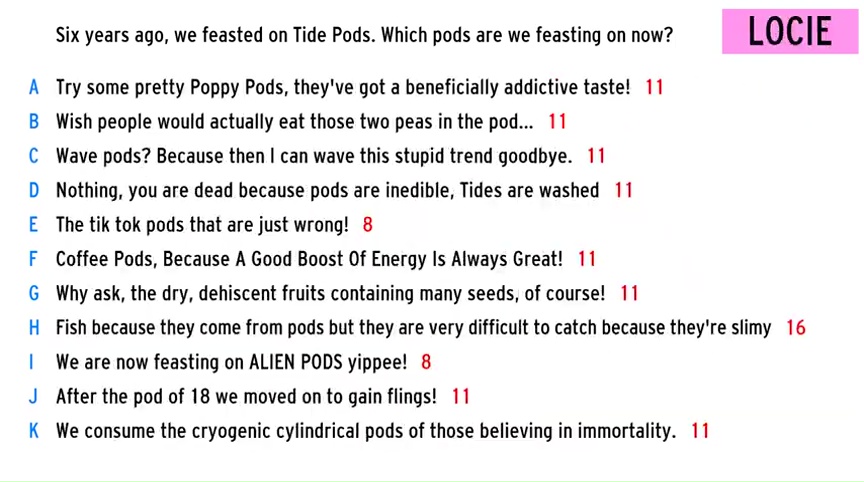 Six years ago, we feasted on Tide Pods. Which pods are we feasting on now?
LOCIE
A Try some pretty Poppy Pods, they've got a beneficially addictive taste! 11
B Wish people would actually eat those two peas in the pod... 11
C Wave pods? Because then I can wave this stupid trend goodbye. 11
D Nothing, you are dead because pods are inedible, Tides are washed 11
E The tik tok pods that are just wrong! 8
F Coffee Pods, Because A Good Boost Of Energy Is Always Great! 11
G Why ask, the dry, dehiscent fruits containing many seeds, of course! 11
H Fish because they come from pods but they are very difficult to catch because they're slimy 16
I We are now feasting on ALIEN PODS yippee! 8
J After the pod of 18 we moved on to gain flings! 11
K We consume the cryogenic cylindrical pods of those believing in immortality. 11